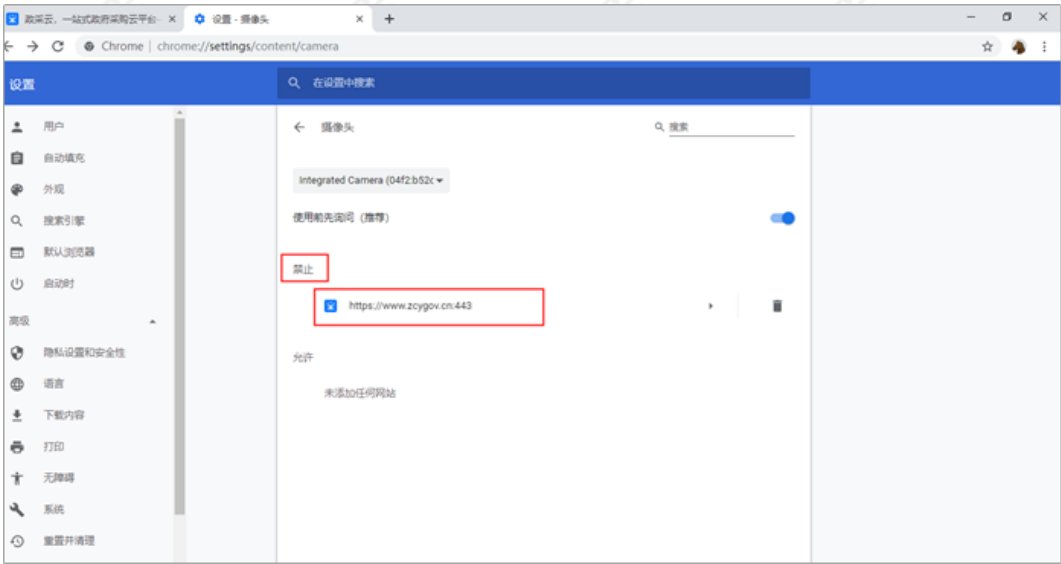 政采云，一站式政府采购云平台-
设置 - 摄像头
Chrome | chrome://settings/content/camera
设置
在设置中搜索
用户
自动填充
外观
搜索引擎
默认浏览器
启动时
高级
隐私设置和安全性
语言
下载内容
打印
无障碍
系统
重置并清理
摄像头
搜索
Integrated Camera (04f2:b52c
使用前先询问（推荐）
禁止
https://www.zcygov.cn:443
允许
未添加任何网站